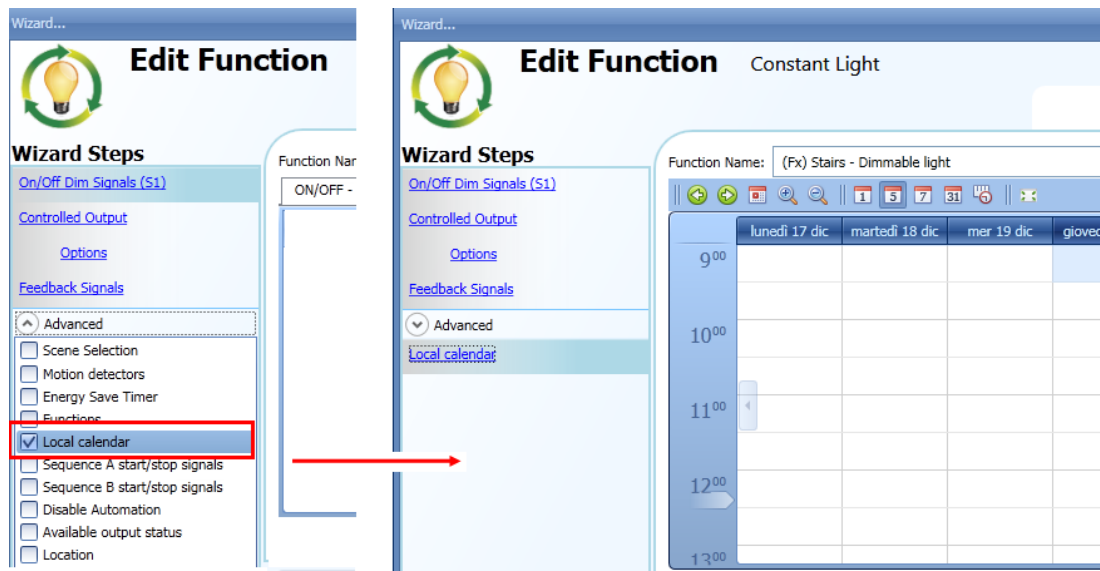 Wizard...
Edit Function
Wizard Steps
On/Off Dim Signals (S1)
Controlled Output
Options
Feedback Signals
Advanced
Scene Selection
Motion detectors
Energy Save Timer
Functions
Local calendar
Sequence A start/stop signals
Sequence B start/stop signals
Disable Automation
Available output status
Location
Function Nar
ON/OFF -
Wizard...
Edit Function Constant Light
Wizard Steps
On/Off Dim Signals (S1)
Controlled Output
Options
Feedback Signals
Advanced
Local calendar
Function Name: (Fx) Stairs - Dimmable light
1 5 7 31
lunedì 17 dic martedì 18 dic mer 19 dic gioved
9⁰⁰
10⁰⁰
11⁰⁰
12⁰⁰
13⁰⁰